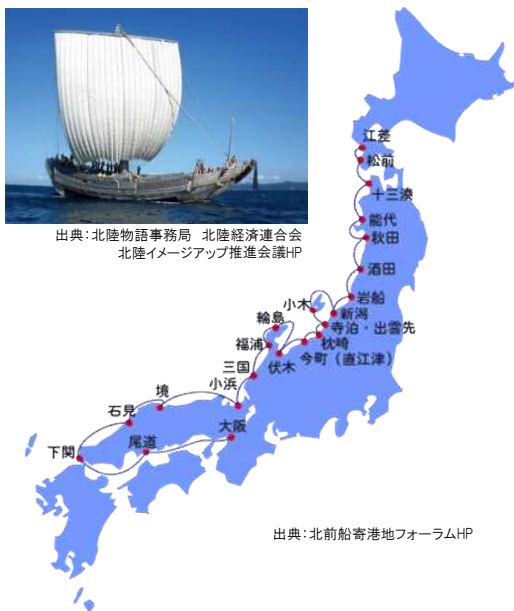 出典：北陸物語事務局　北陸経済連合会
北陸イメージアップ推進会議HP
江差
松前
十三湊
能代
秋田
酒田
岩船
新潟
小木
寺泊・出雲先
枕崎
今町（直江津）
輪島
福浦
伏木
三国
小浜
境
石見
大阪
尾道
下関
出典：北前船寄港地フォーラムHP